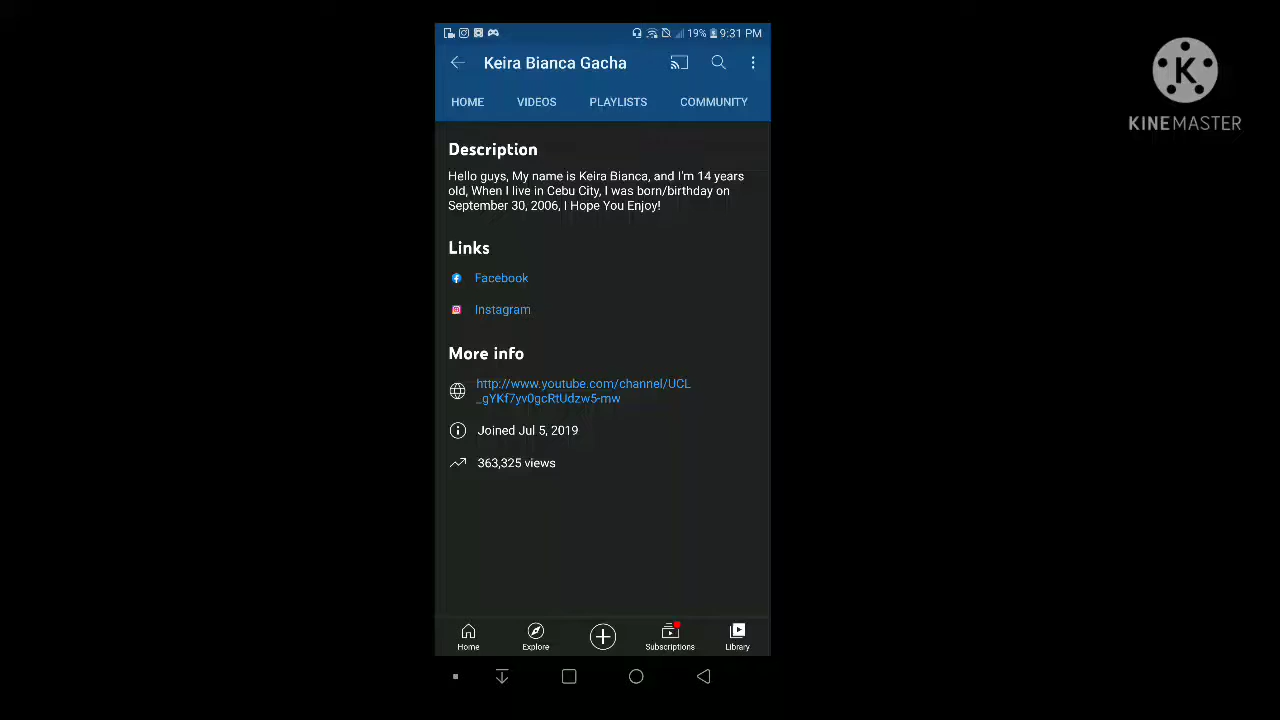 19% 9:31 PM
Keira Bianca Gacha
HOME VIDEOS PLAYLISTS COMMUNITY
K
KINEMASTER
Description
Hello guys, My name is Keira Bianca, and I'm 14 years
old, When I live in Cebu City, I was born/birthday on
September 30, 2006, I Hope You Enjoy!
Links
Facebook
Instagram
More info
http://www.youtube.com/channel/UCL
_gYKf7yv0gcRtUdzw5-mw
Joined Jul 5, 2019
363,325 views
Home Explore Subscriptions Library